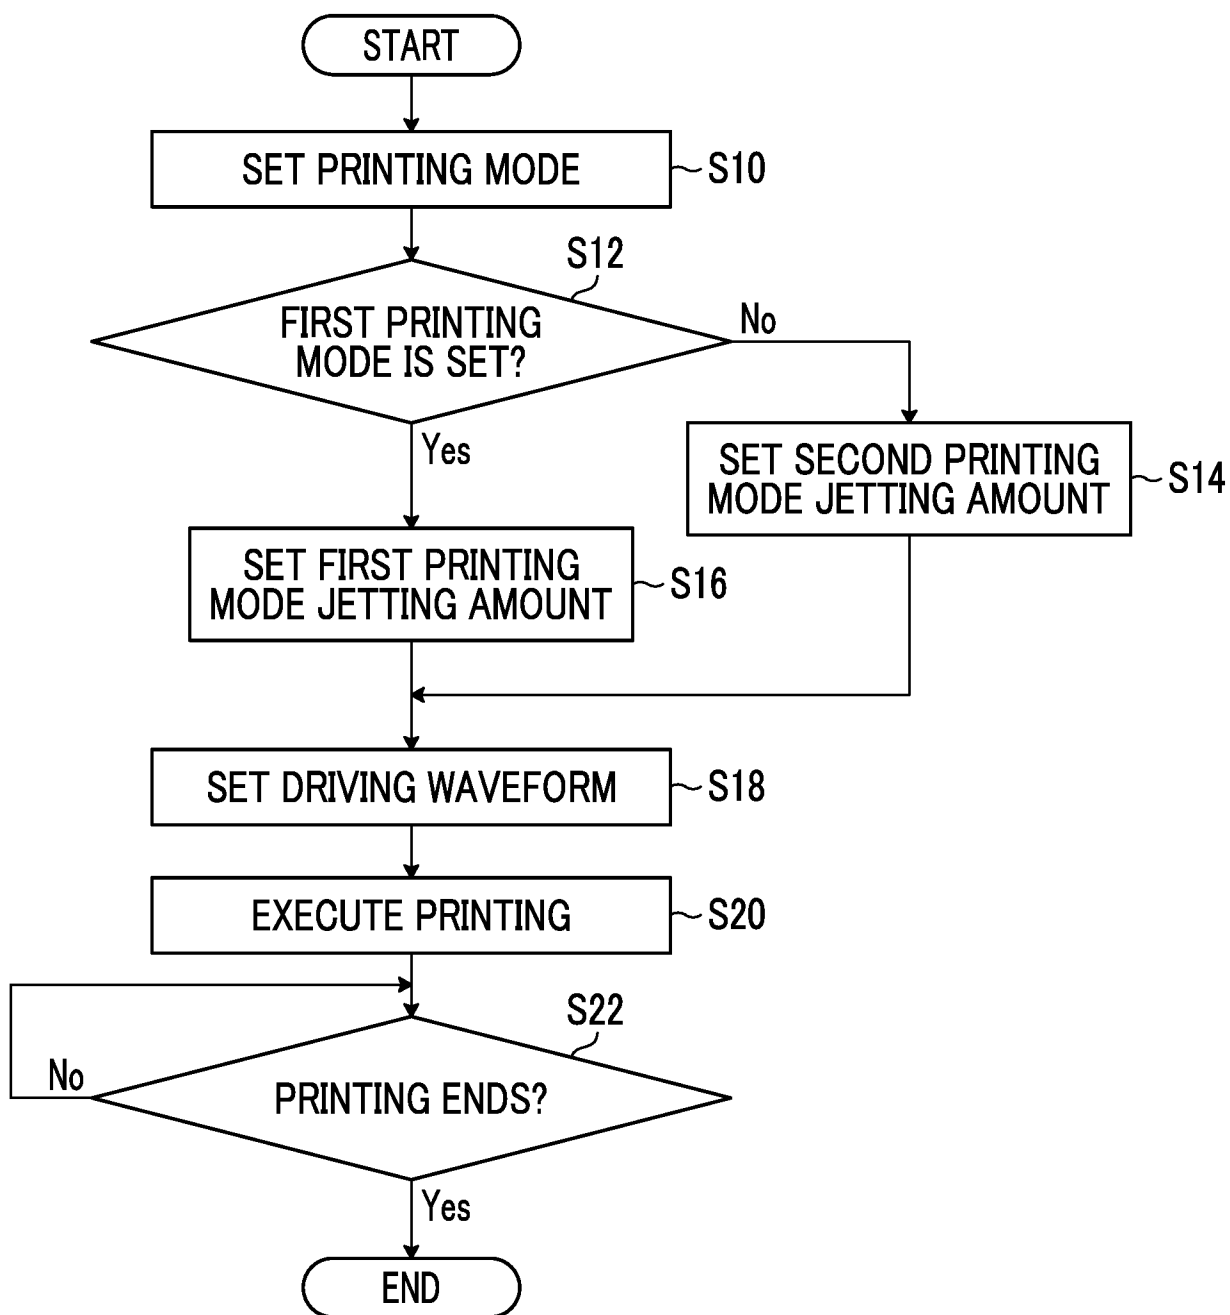 START
SET PRINTING MODE
S10
S12
FIRST PRINTING
MODE IS SET?
No
Yes
SET SECOND PRINTING
MODE JETTING AMOUNT
S14
SET FIRST PRINTING
MODE JETTING AMOUNT
S16
SET DRIVING WAVEFORM
S18
EXECUTE PRINTING
S20
S22
PRINTING ENDS?
No
Yes
END